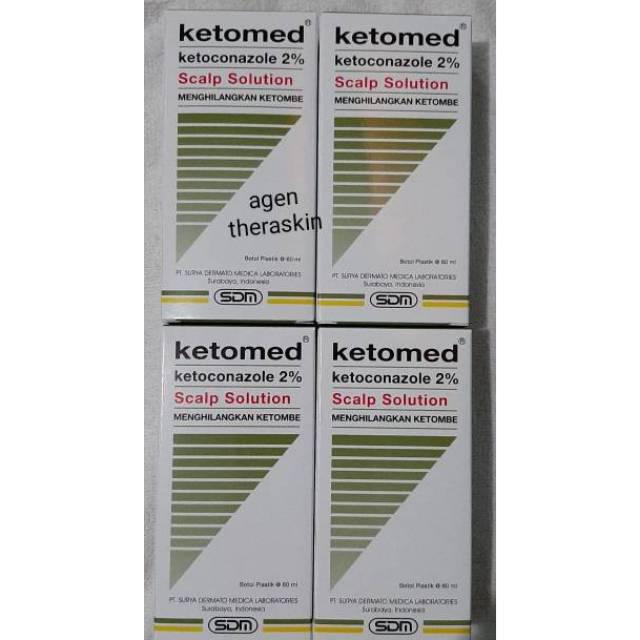 ketomed®
ketoconazole 2%
Scalp Solution
MENGHILANGKAN KETOMBE
agen
theraskin
Botol Plastik @ 60 ml
PT. SURYA DERMATO MEDICA LABORATORIES
Surabaya, Indonesia
SDM
ketomed®
ketoconazole 2%
Scalp Solution
MENGHILANGKAN KETOMBE
Botol Plastik @ 60 ml
PT. SURYA DERMATO MEDICA LABORATORIES
Surabaya, Indonesia
SDM
ketomed®
ketoconazole 2%
Scalp Solution
MENGHILANGKAN KETOMBE
Botol Plastik @ 60 ml
PT. SURYA DERMATO MEDICA LABORATORIES
Surabaya, Indonesia
SDM
ketomed®
ketoconazole 2%
Scalp Solution
MENGHILANGKAN KETOMBE
Botol Plastik @ 60 ml
PT. SURYA DERMATO MEDICA LABORATORIES
Surabaya, Indonesia
SDM